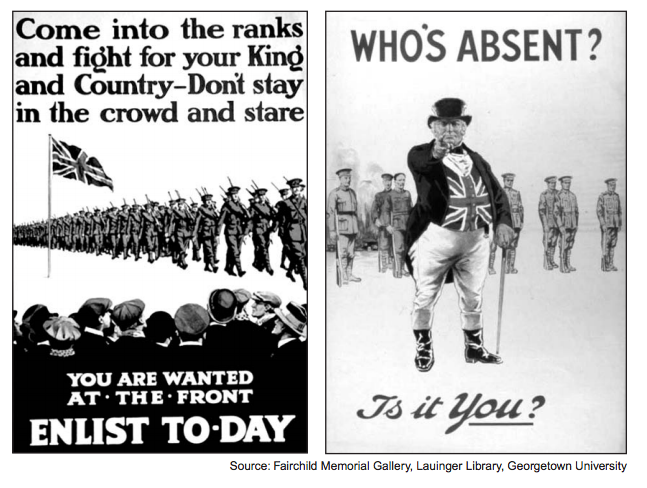 Come into the ranks
and fight for your King
and Country–Don't stay
in the crowd and stare
YOU ARE WANTED
AT·THE·FRONT
ENLIST TO-DAY
WHO'S ABSENT?
Is it You?
Source: Fairchild Memorial Gallery, Lauinger Library, Georgetown University